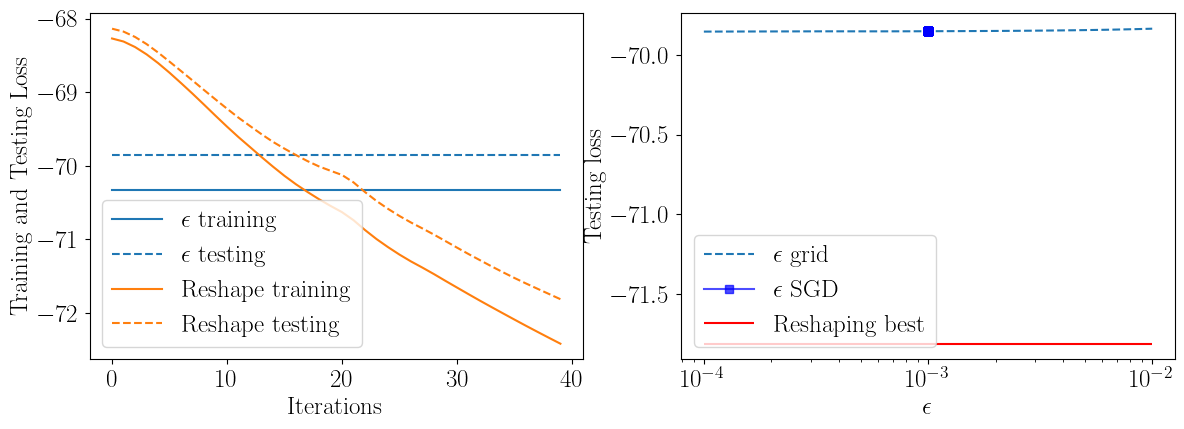 Training and Testing Loss
−68
−69
−70
−71
−72
ϵ training
ϵ testing
Reshape training
Reshape testing
0
10
20
30
40
Iterations
Testing loss
−70.0
−70.5
−71.0
−71.5
ϵ grid
ϵ SGD
Reshaping best
10⁻⁴
10⁻³
10⁻²
ϵ